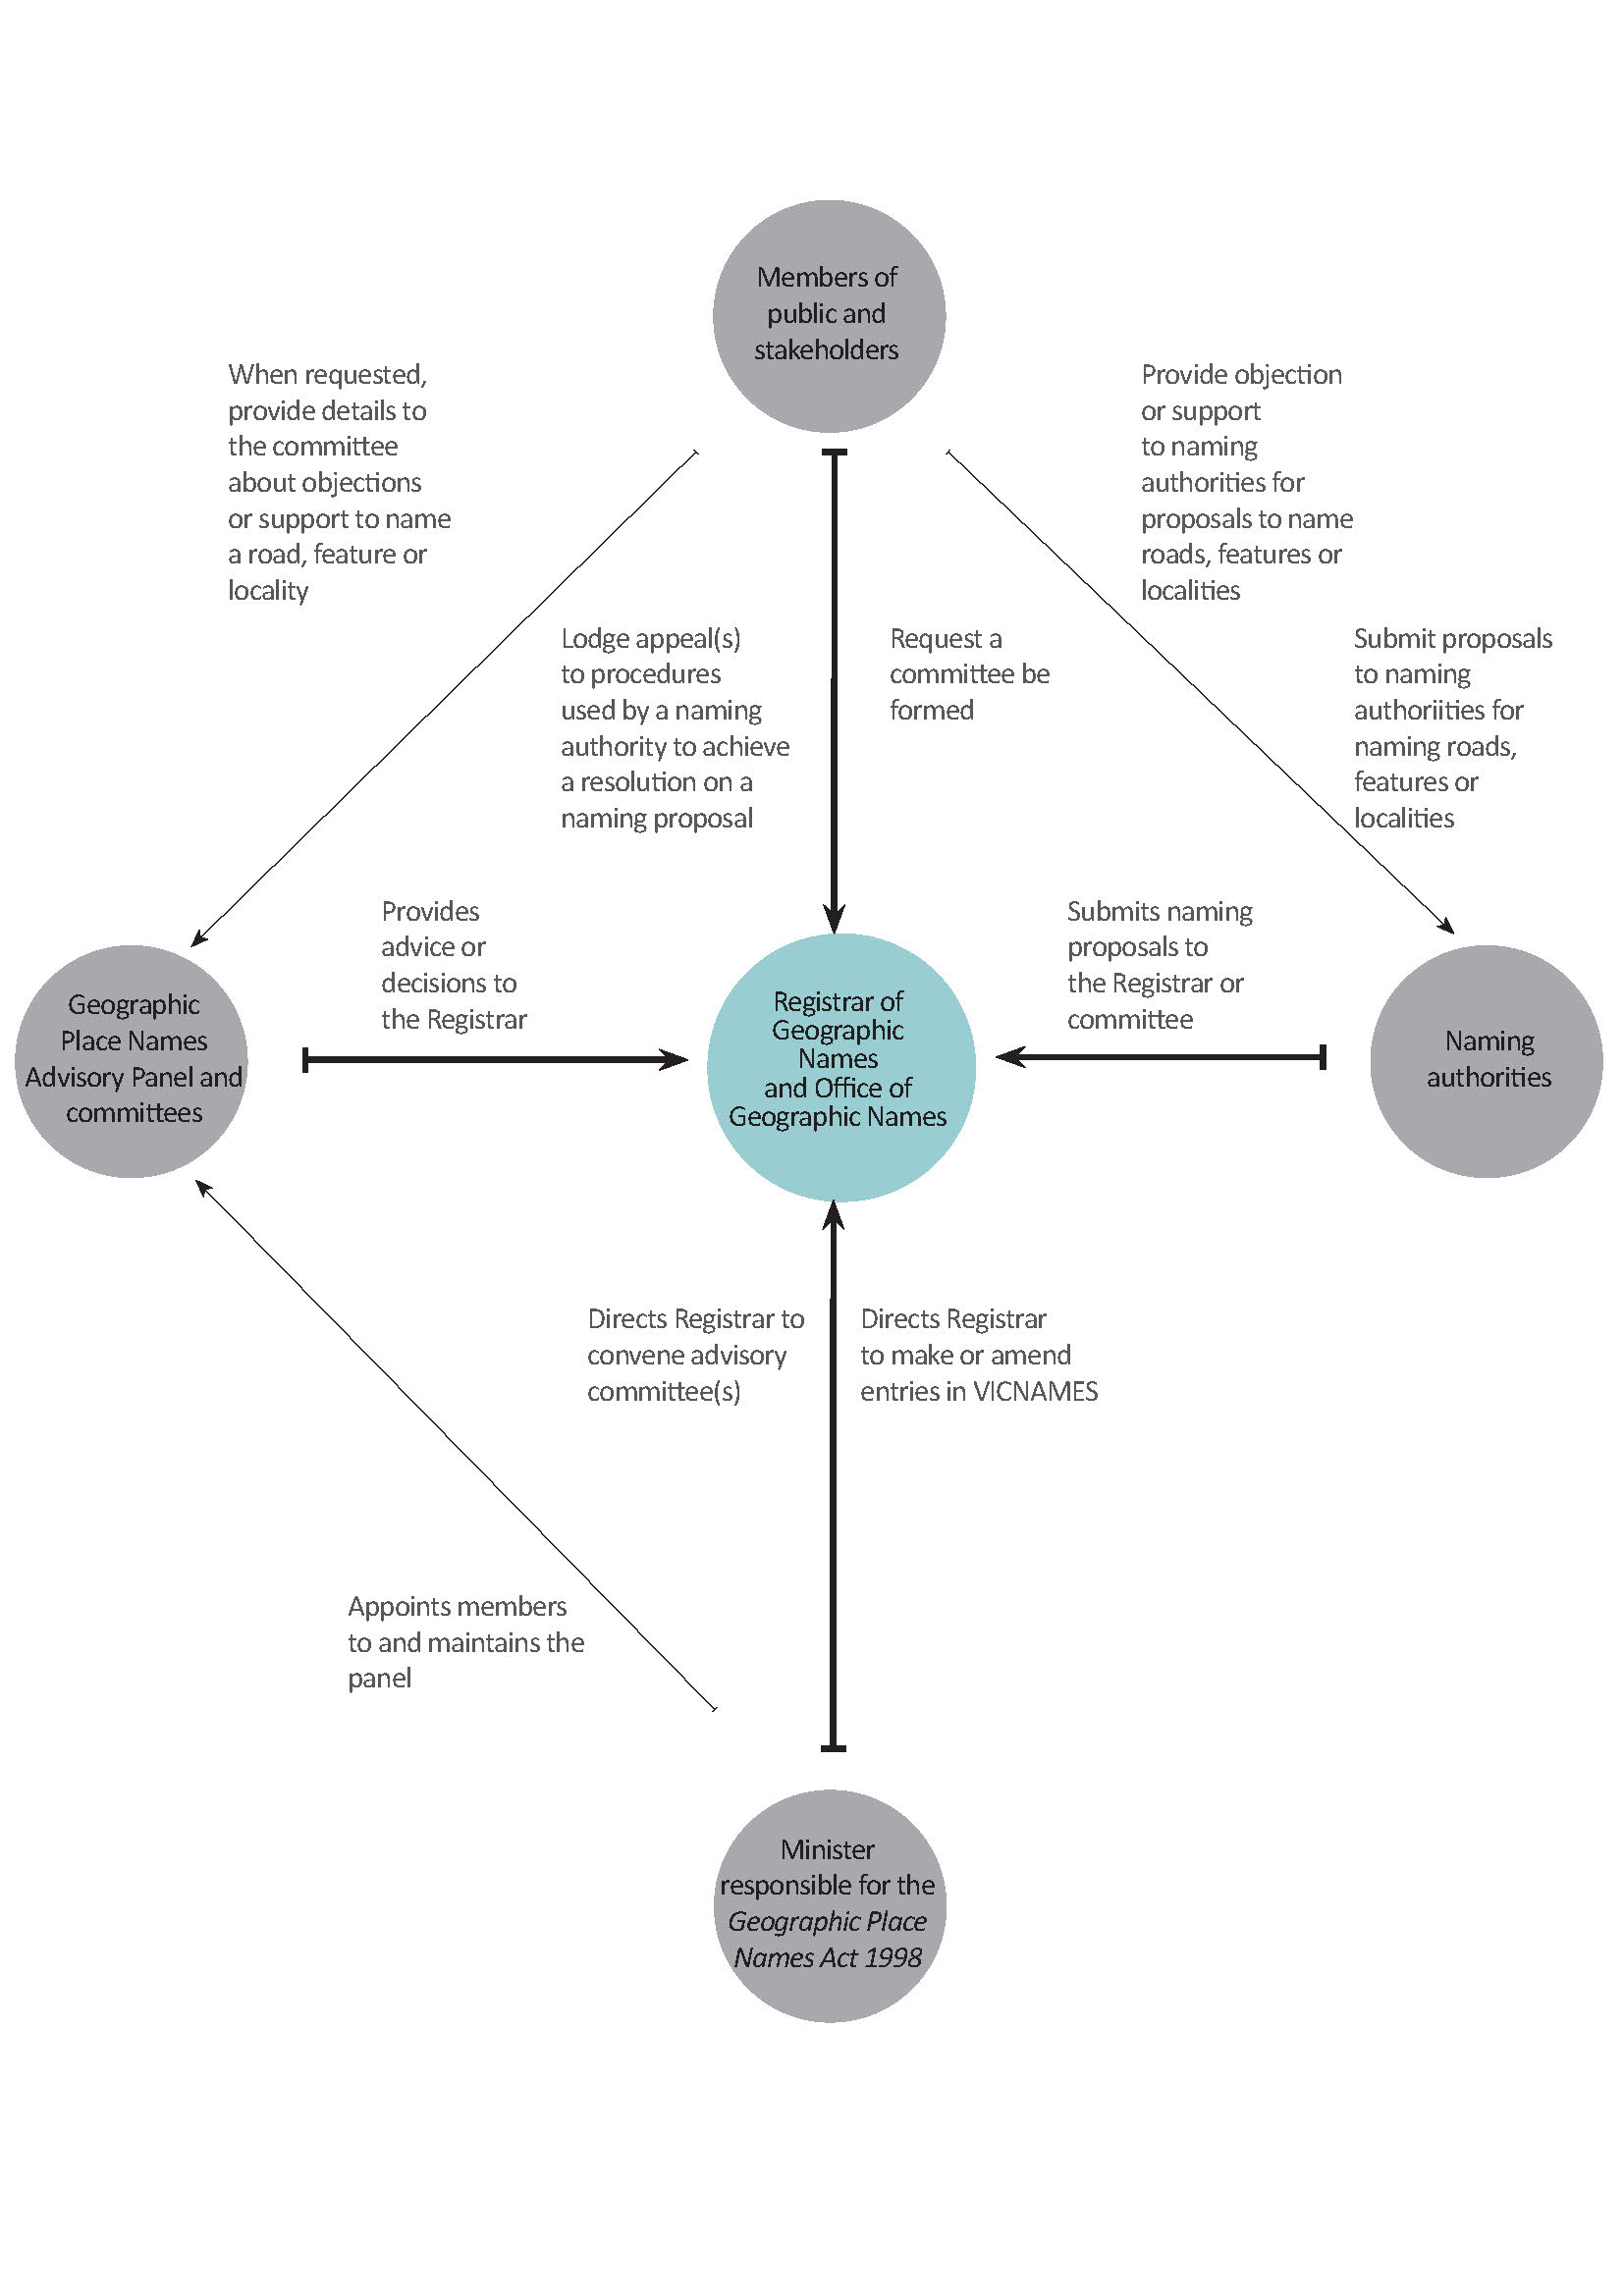 Members of
public and
stakeholders
When requested,
provide details to
the committee
about objections
or support to name
a road, feature or
locality
Provide objection
or support
to naming
authorities for
proposals to name
roads, features or
localities
Lodge appeal(s)
to procedures
used by a naming
authority to achieve
a resolution on a
naming proposal
Request a
committee be
formed
Submit proposals
to naming
authoriities for
naming roads,
features or
localities
Provides
advice or
decisions to
the Registrar
Submits naming
proposals to
the Registrar or
committee
Geographic
Place Names
Advisory Panel and
committees
Registrar of
Geographic
Names
and Office of
Geographic Names
Naming
authorities
Directs Registrar to
convene advisory
committee(s)
Directs Registrar
to make or amend
entries in VICNAMES
Appoints members
to and maintains the
panel
Minister
responsible for the
Geographic Place
Names Act 1998